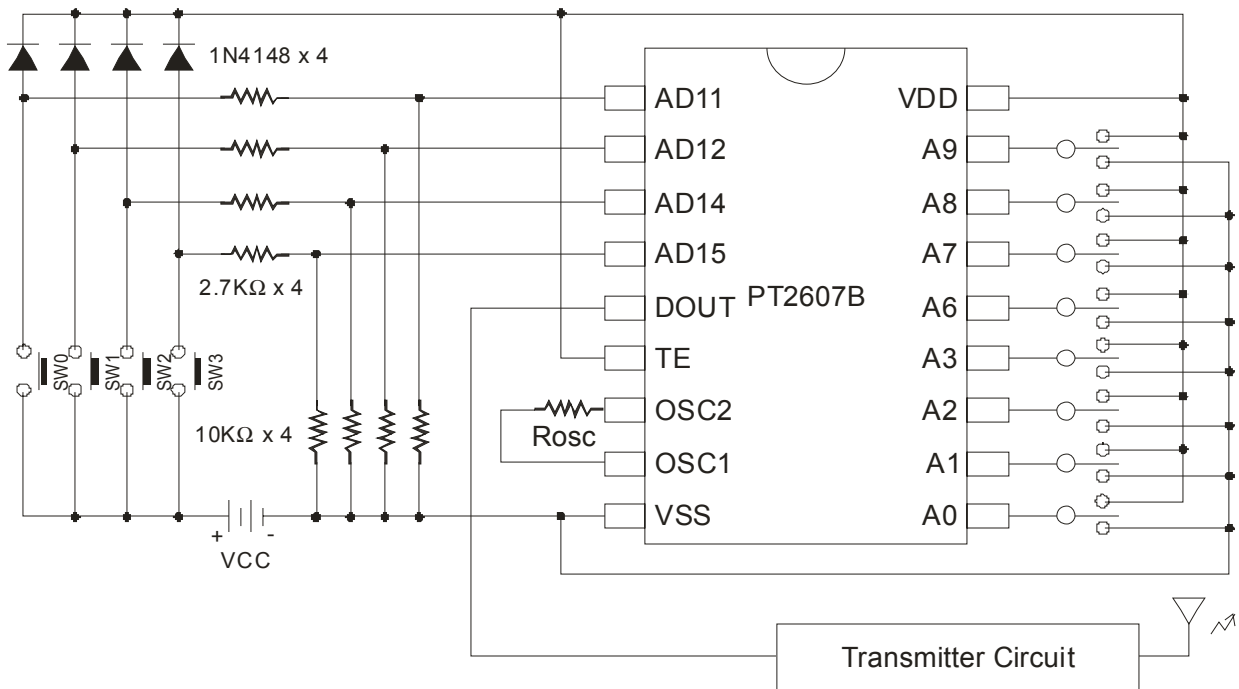 1N4148 x 4
AD11
VDD
AD12
A9
AD14
A8
AD15
A7
2.7KΩ x 4
DOUT
PT2607B
A6
TE
A3
SW0
SW1
SW2
SW3
OSC2
A2
10KΩ x 4
Rosc
OSC1
A1
VSS
A0
+ -
VCC
Transmitter Circuit